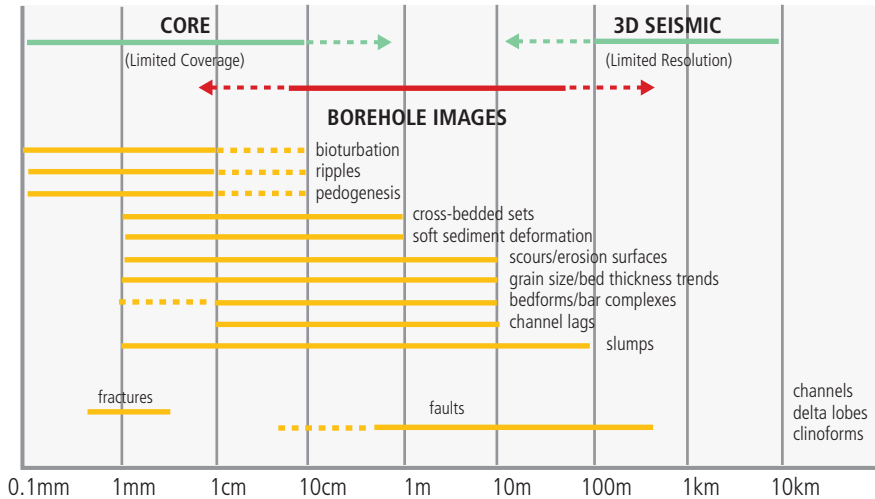 CORE
3D SEISMIC
(Limited Coverage)
(Limited Resolution)
BOREHOLE IMAGES
bioturbation
ripples
pedogenesis
cross-bedded sets
soft sediment deformation
scours/erosion surfaces
grain size/bed thickness trends
bedforms/bar complexes
channel lags
slumps
fractures
faults
channels
delta lobes
clinoforms
0.1mm 1mm 1cm 10cm 1m 10m 100m 1km 10km